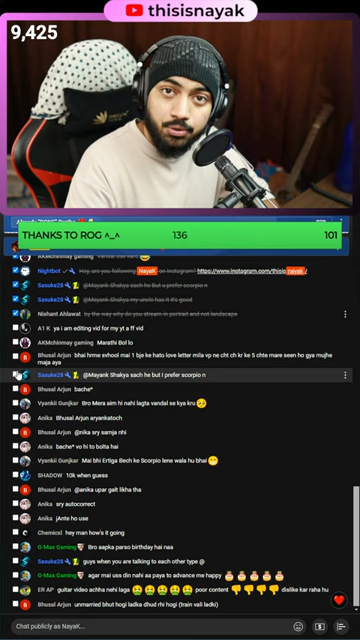 thisisnayak
9,425
THANKS TO ROG ^_^ 136 101
AKMchinmay gaming
Nightbot Hey, are you following NayaK on Instagram? https://www.instagram.com/thisisnayak_/
Sasuke28 @Mayank Shakya sach he but I prefer scorpio n
Sasuke28 @Mayank Shakya my uncle has it it's good
Nishant Ahlawat by the way why do you stream in portrait and not landscape
A1 K ya i am editing vid for my yt a ff vid
AKMchinmay gaming Marathi Bol lo
Bhusal Arjun bhai hrme svhool mai 1 bje ke hato love letter mila vp ne cht ch kr ke 5 chte mare seen ho gya mujhe
maja aya
Sasuke28 @Mayank Shakya sach he but I prefer scorpio n
Bhusal Arjun bache*
Vyankii Gunjkar Bro Mera aim hi nahi lagta vandal se kya kru 🥺
Anika Bhusal Arjun aryankatoch
Bhusal Arjun @nika sry samja nhi
Anika bache* vo hi to bolta hai
Vyankii Gunjkar Mai bhi Ertiga Bech ke Scorpio lene wala hu bhai 😁
SHADOW 10k when guess
Bhusal Arjun @anika upar galt likha tha
Anika sry autocorrect
Anika jAnte ho use
Chemicxl hey man how's it going
G-Max Gaming Bro aapka parso birthday hai naa
Sasuke28 guys when you are talking to each other type @
G-Max Gaming agar mai uss din nahi aa paya to advance me happy 🎂🎂🎂🎂🎂
ER AP guitar video achha nehi laga 🤮🤮🤮🤮🤮 poor content 👎👎👎👎 dislike kar raha hu
Bhusal Arjun unmarried bhut hogi ladka dhud rhi hogi (train vali ladki)
Chat publicly as NayaK...